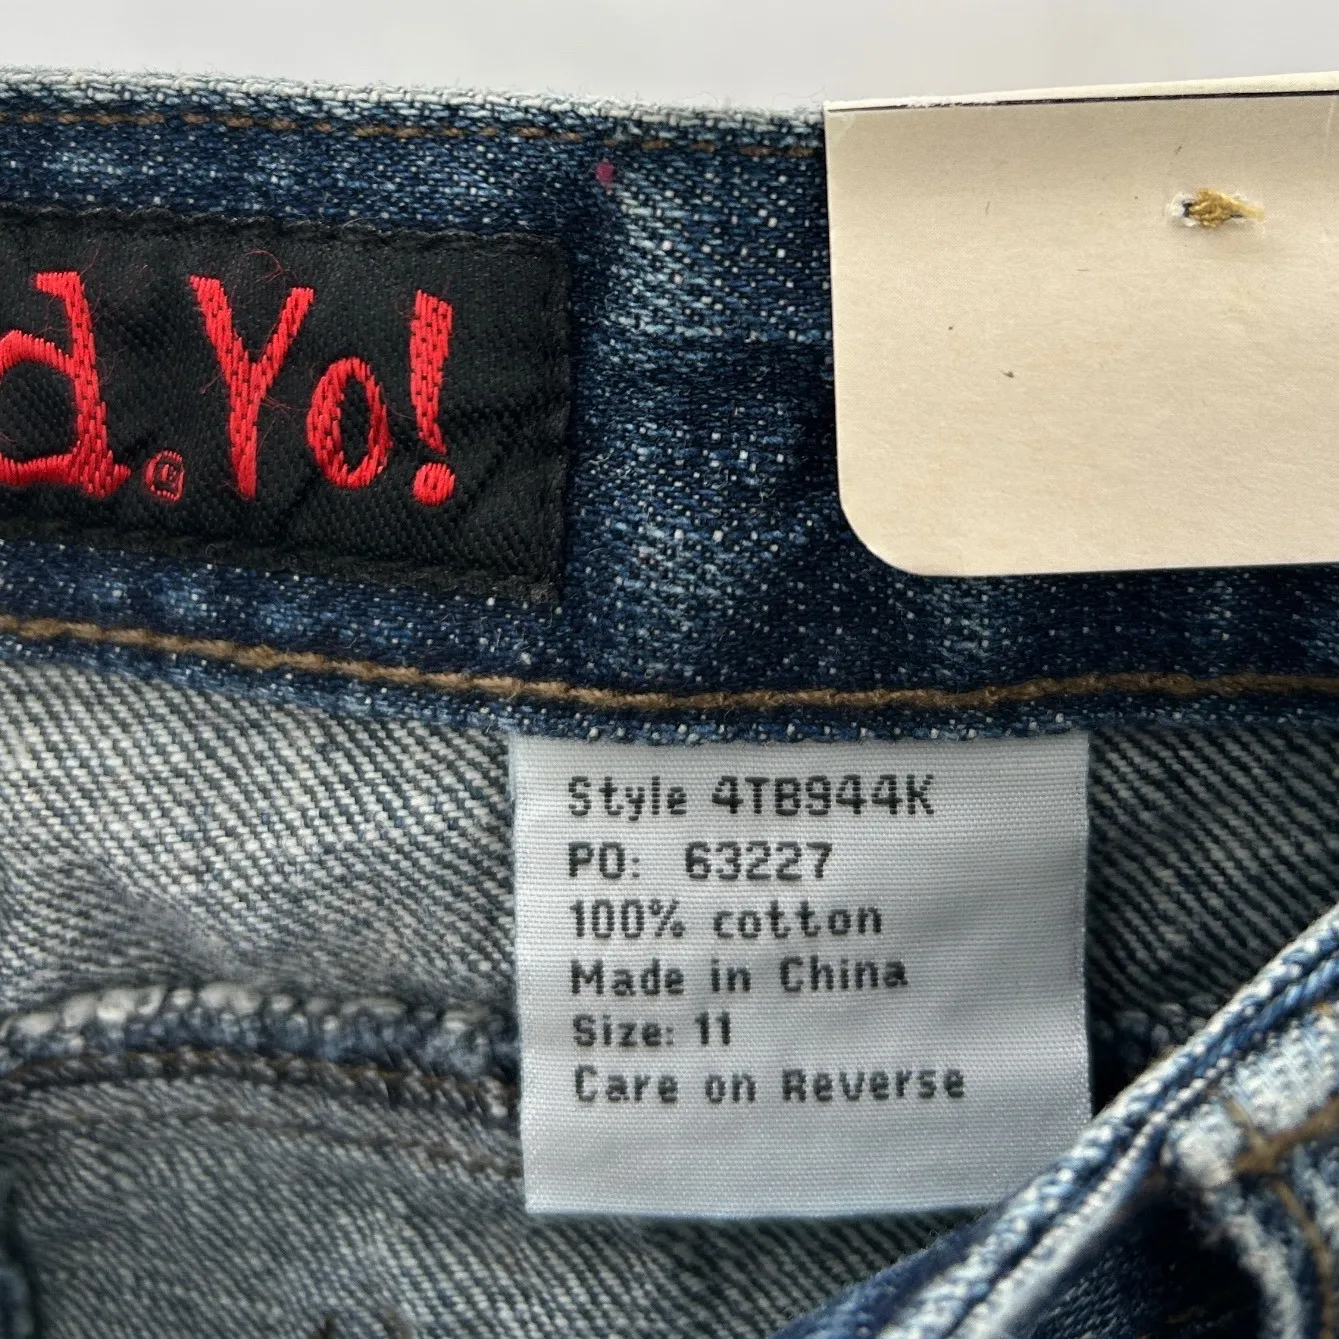 d. Yo!
Style 4TB944K
PO: 63227
100% cotton
Made in China
Size: 11
Care on Reverse